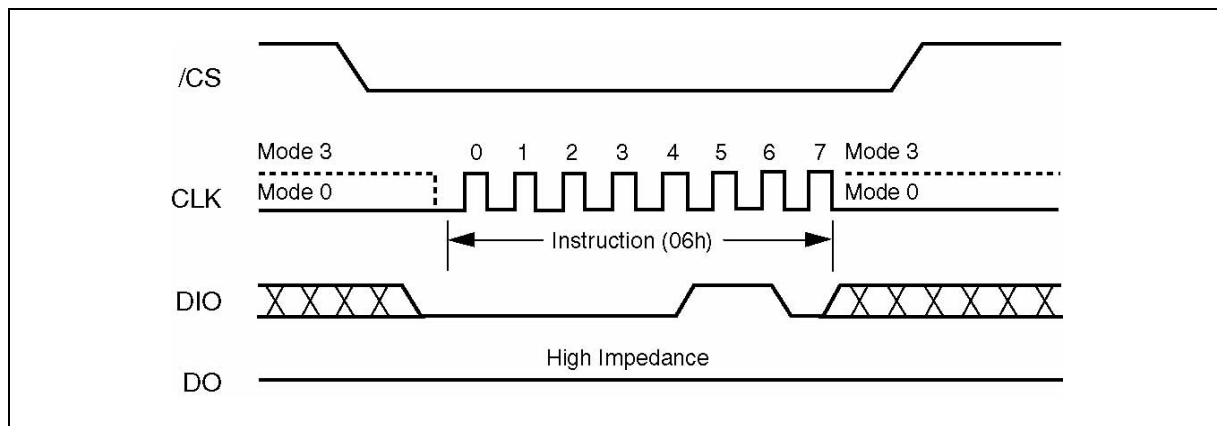 /CS
Mode 3 0 1 2 3 4 5 6 7 Mode 3
CLK Mode 0 Mode 0
Instruction (06h)
DIO
High Impedance
DO